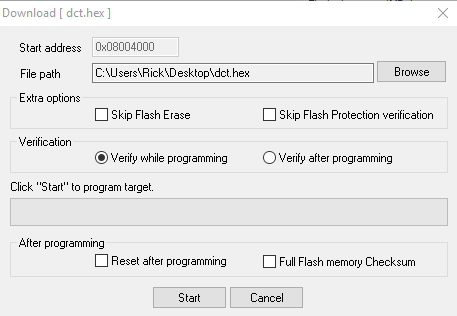 Download [ dct.hex ]
Start address 0x08004000
File path C:\Users\Rick\Desktop\dct.hex Browse
Extra options
Skip Flash Erase Skip Flash Protection verification
Verification
Verify while programming Verify after programming
Click "Start" to program target.
After programming
Reset after programming Full Flash memory Checksum
Start Cancel